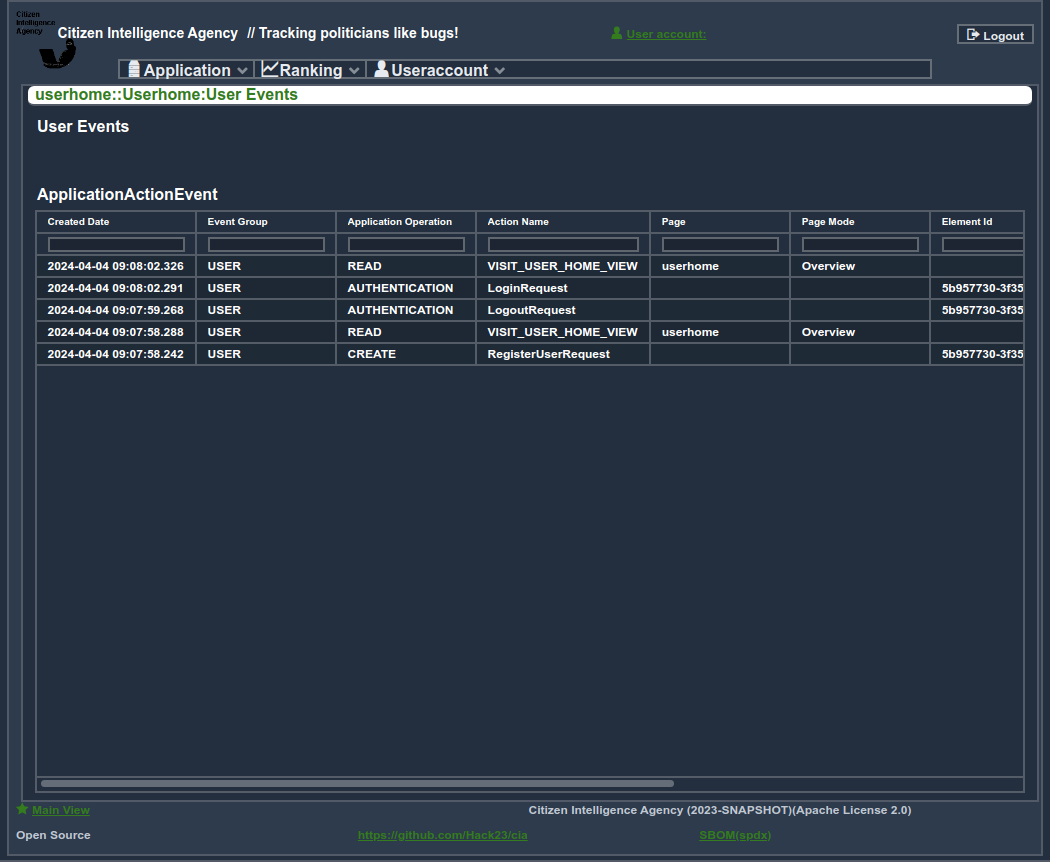 Citizen
Intelligence
Agency
Citizen Intelligence Agency // Tracking politicians like bugs!
User account:
Logout
Application Ranking Useraccount
userhome::Userhome:User Events
User Events
ApplicationActionEvent
Created Date Event Group Application Operation Action Name Page Page Mode Element Id
2024-04-04 09:08:02.326 USER READ VISIT_USER_HOME_VIEW userhome Overview
2024-04-04 09:08:02.291 USER AUTHENTICATION LoginRequest 5b957730-3f35
2024-04-04 09:07:59.268 USER AUTHENTICATION LogoutRequest 5b957730-3f35
2024-04-04 09:07:58.288 USER READ VISIT_USER_HOME_VIEW userhome Overview
2024-04-04 09:07:58.242 USER CREATE RegisterUserRequest 5b957730-3f35
Main View Citizen Intelligence Agency (2023-SNAPSHOT)(Apache License 2.0)
Open Source https://github.com/Hack23/cia SBOM(spdx)